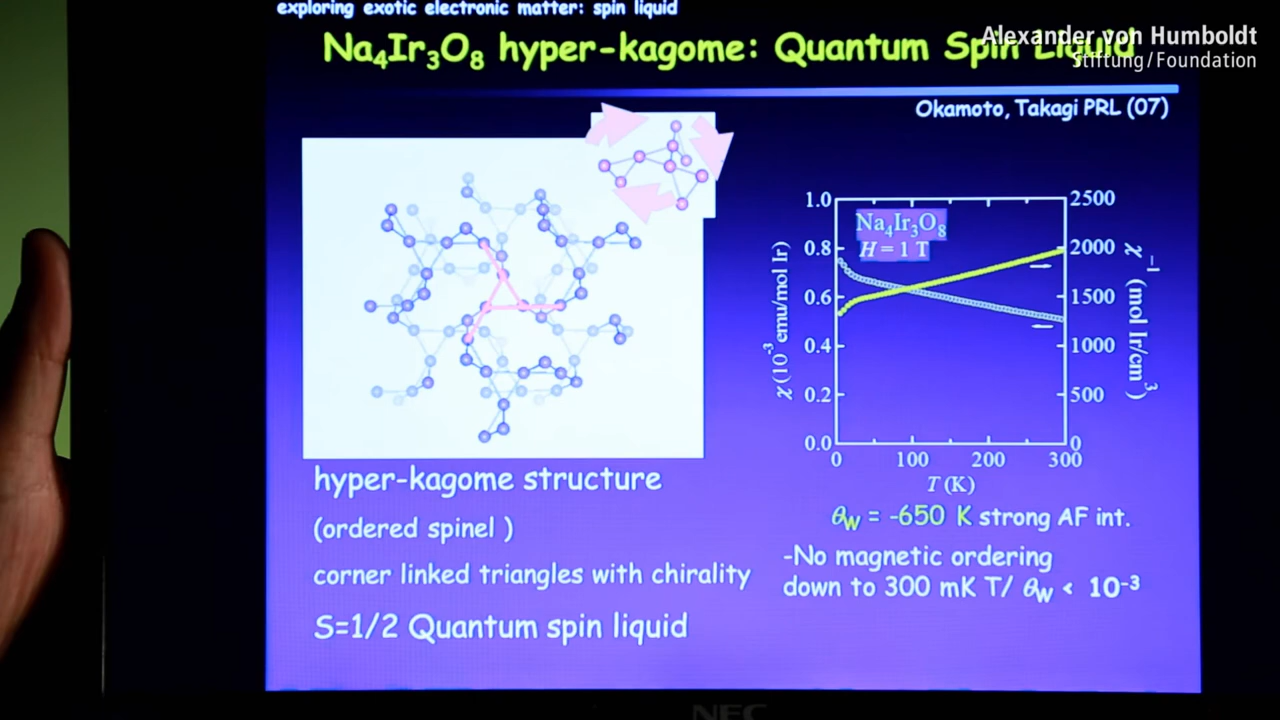 exploring exotic electronic matter: spin liquid
Na₄Ir₃O₈ hyper-kagome: Quantum Spin Liquid
Alexander von Humboldt
Stiftung/Foundation
Okamoto, Takagi PRL (07)
1.0
0.8
0.6
0.4
0.2
0.0
χ (10⁻³ emu/mol Ir)
Na₄Ir₃O₈
H = 1 T
2500
2000
1500
1000
500
0
χ⁻¹ (mol Ir/cm³)
0 100 200 300
T (K)
hyper-kagome structure
(ordered spinel )
corner linked triangles with chirality
S=1/2 Quantum spin liquid
θW = -650 K strong AF int.
-No magnetic ordering
down to 300 mK T/ θW < 10⁻³
NEC